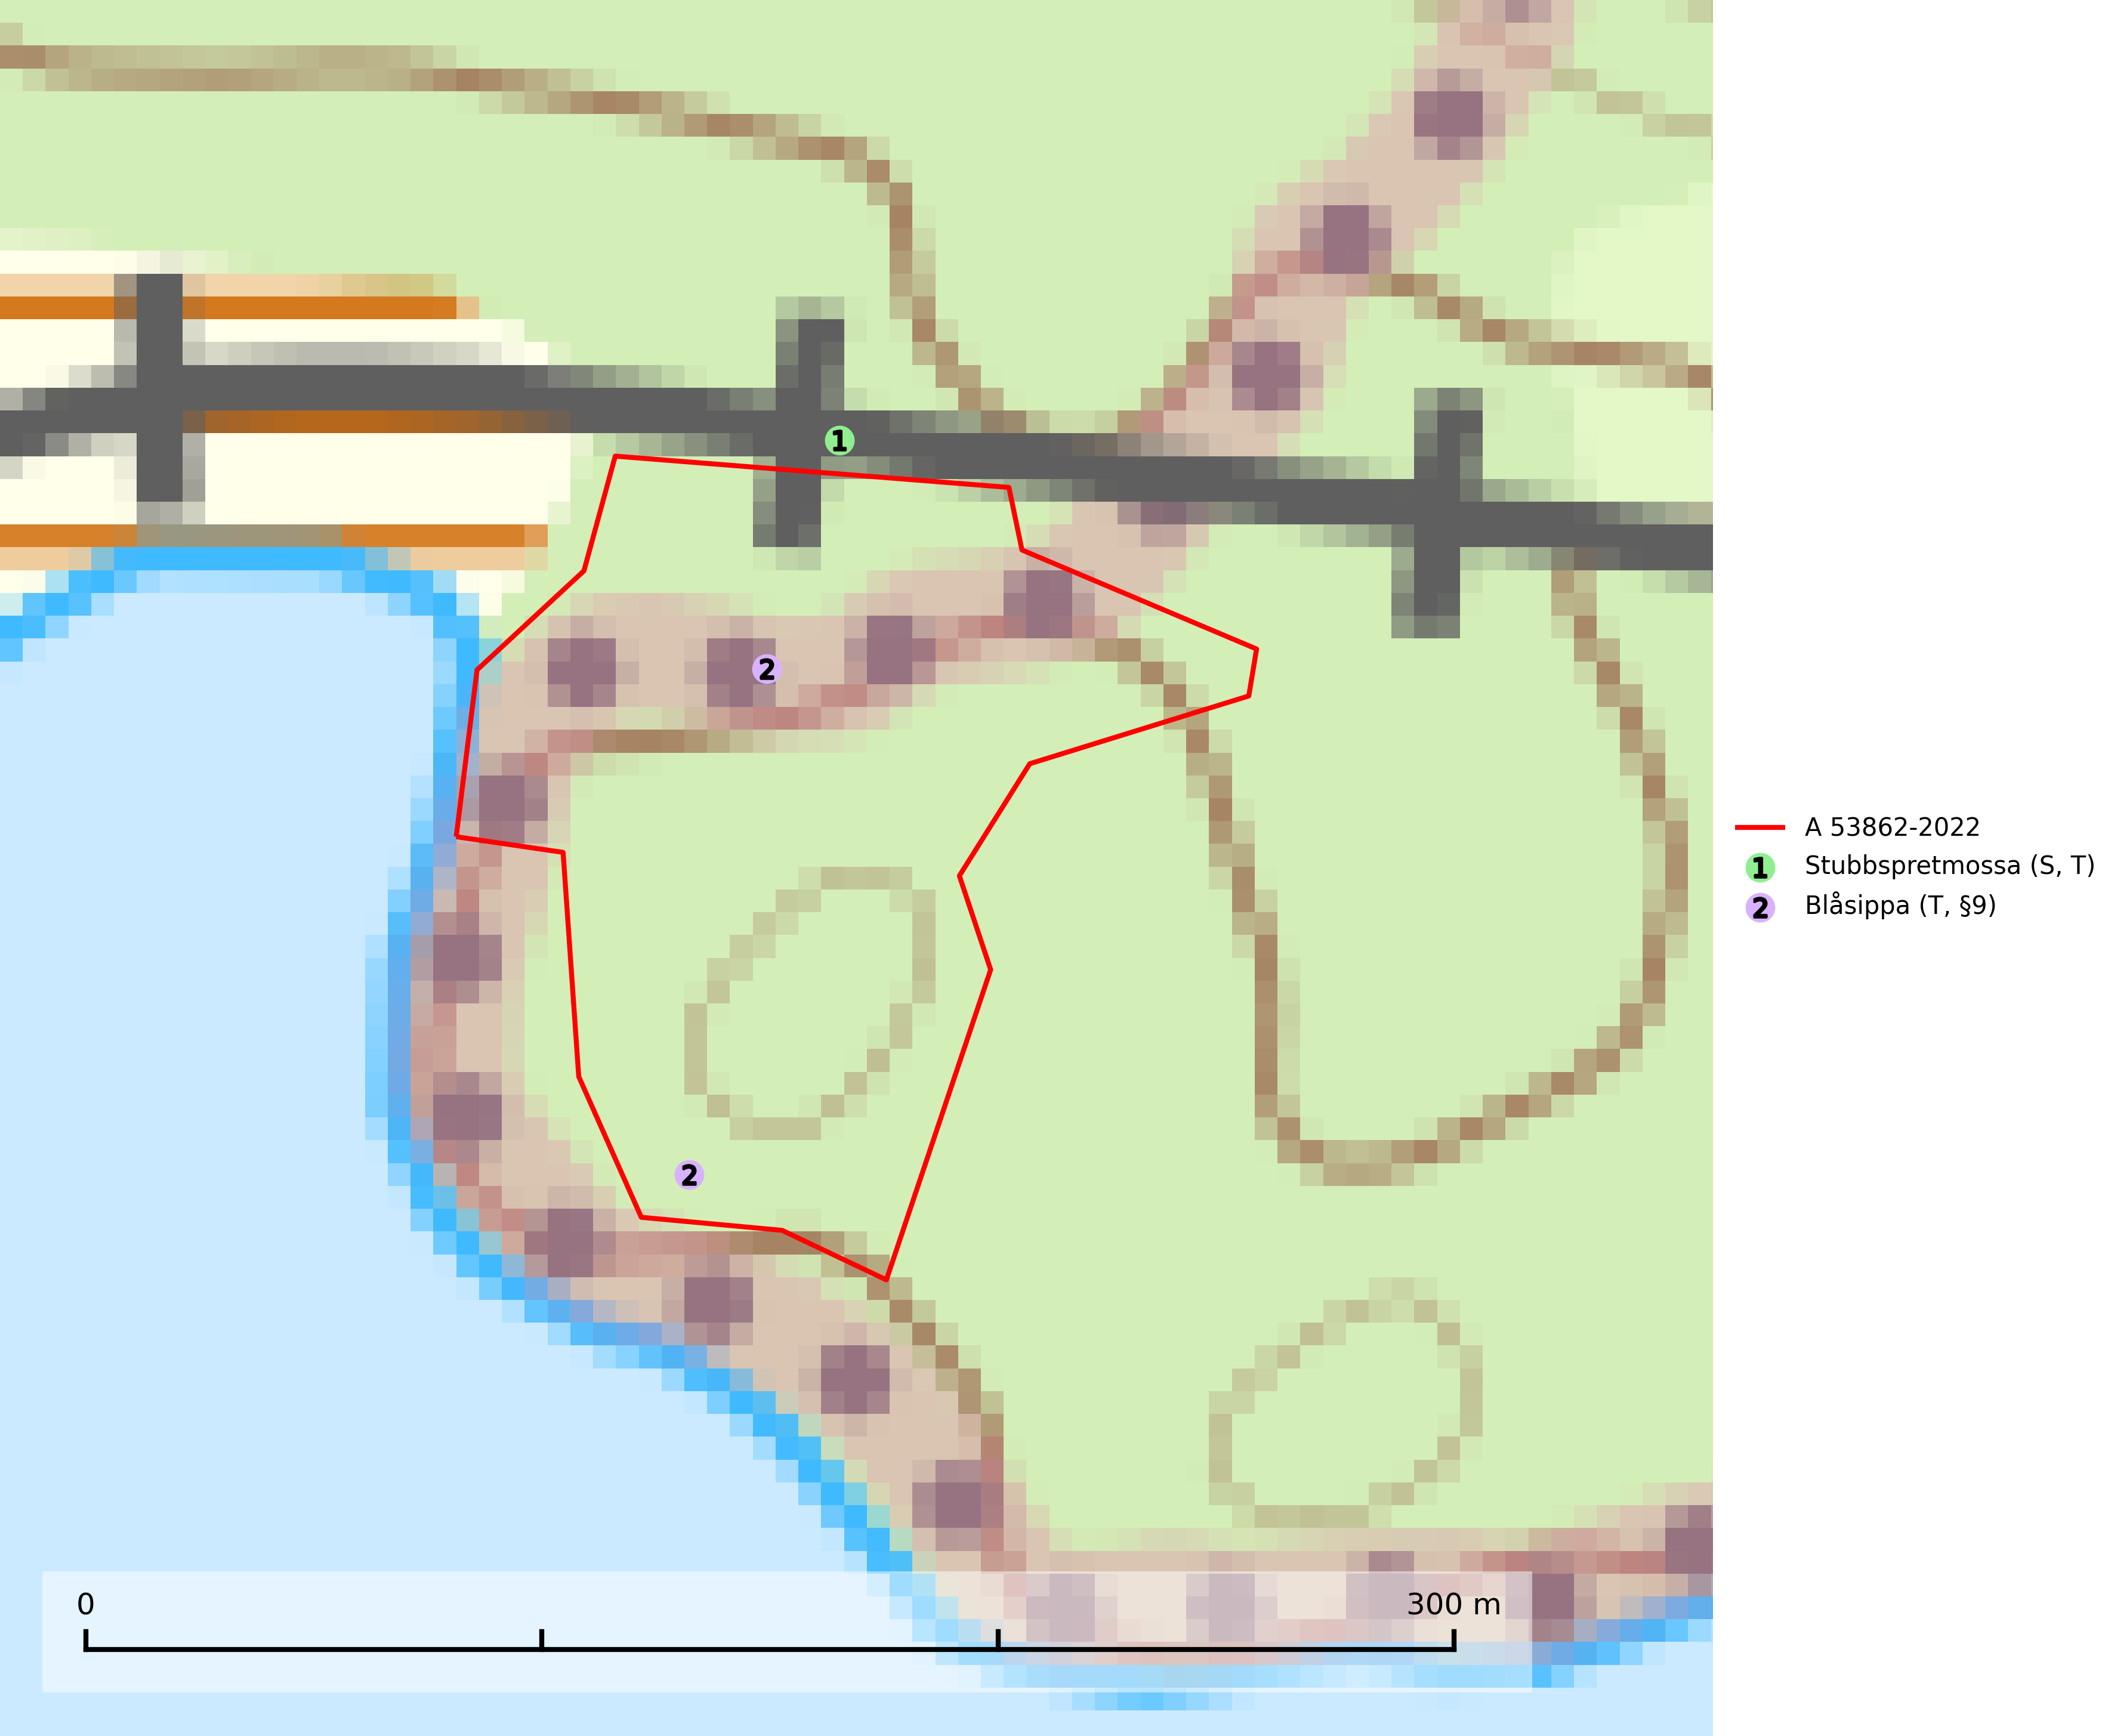 1
2
2
A 53862-2022
1 Stubbspretmossa (S, T)
2 Blåsippa (T, §9)
0 300 m